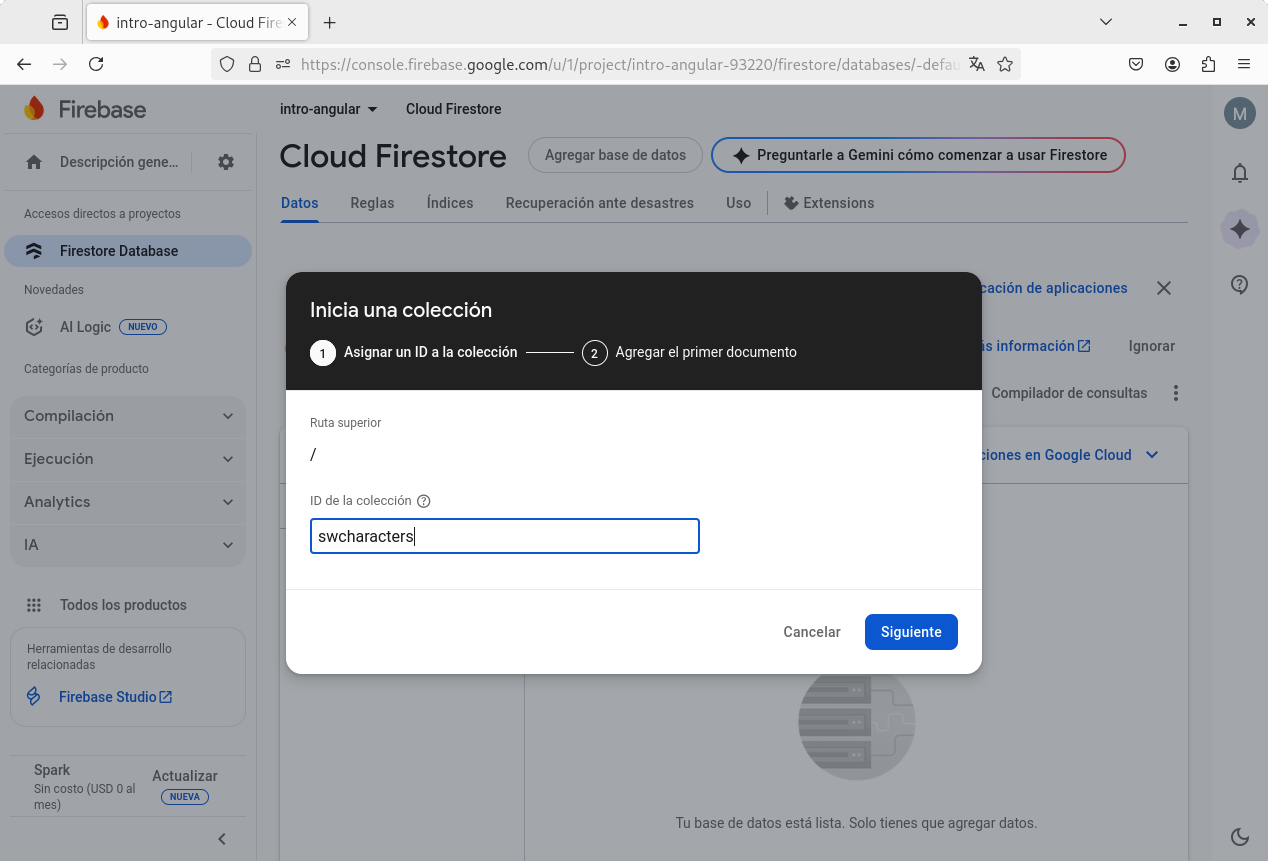 intro-angular - Cloud Fire
https://console.firebase.google.com/u/1/project/intro-angular-93220/firestore/databases/-defau
Firebase
intro-angular
Cloud Firestore
M
Descripción gene...
Cloud Firestore
Agregar base de datos
Preguntarle a Gemini cómo comenzar a usar Firestore
Accesos directos a proyectos
Datos
Reglas
Índices
Recuperación ante desastres
Uso
Extensions
Firestore Database
Novedades
AI Logic
NUEVO
Categorías de producto
Compilación
Ejecución
Analytics
IA
Todos los productos
Herramientas de desarrollo
relacionadas
Firebase Studio
Spark
Sin costo (USD 0 al
mes)
Actualizar
NUEVA
Inicia una colección
1 Asignar un ID a la colección
2 Agregar el primer documento
Ruta superior
/
ID de la colección
swcharacters
Cancelar
Siguiente
cación de aplicaciones
ás información
Ignorar
Compilador de consultas
ciones en Google Cloud
Tu base de datos está lista. Solo tienes que agregar datos.